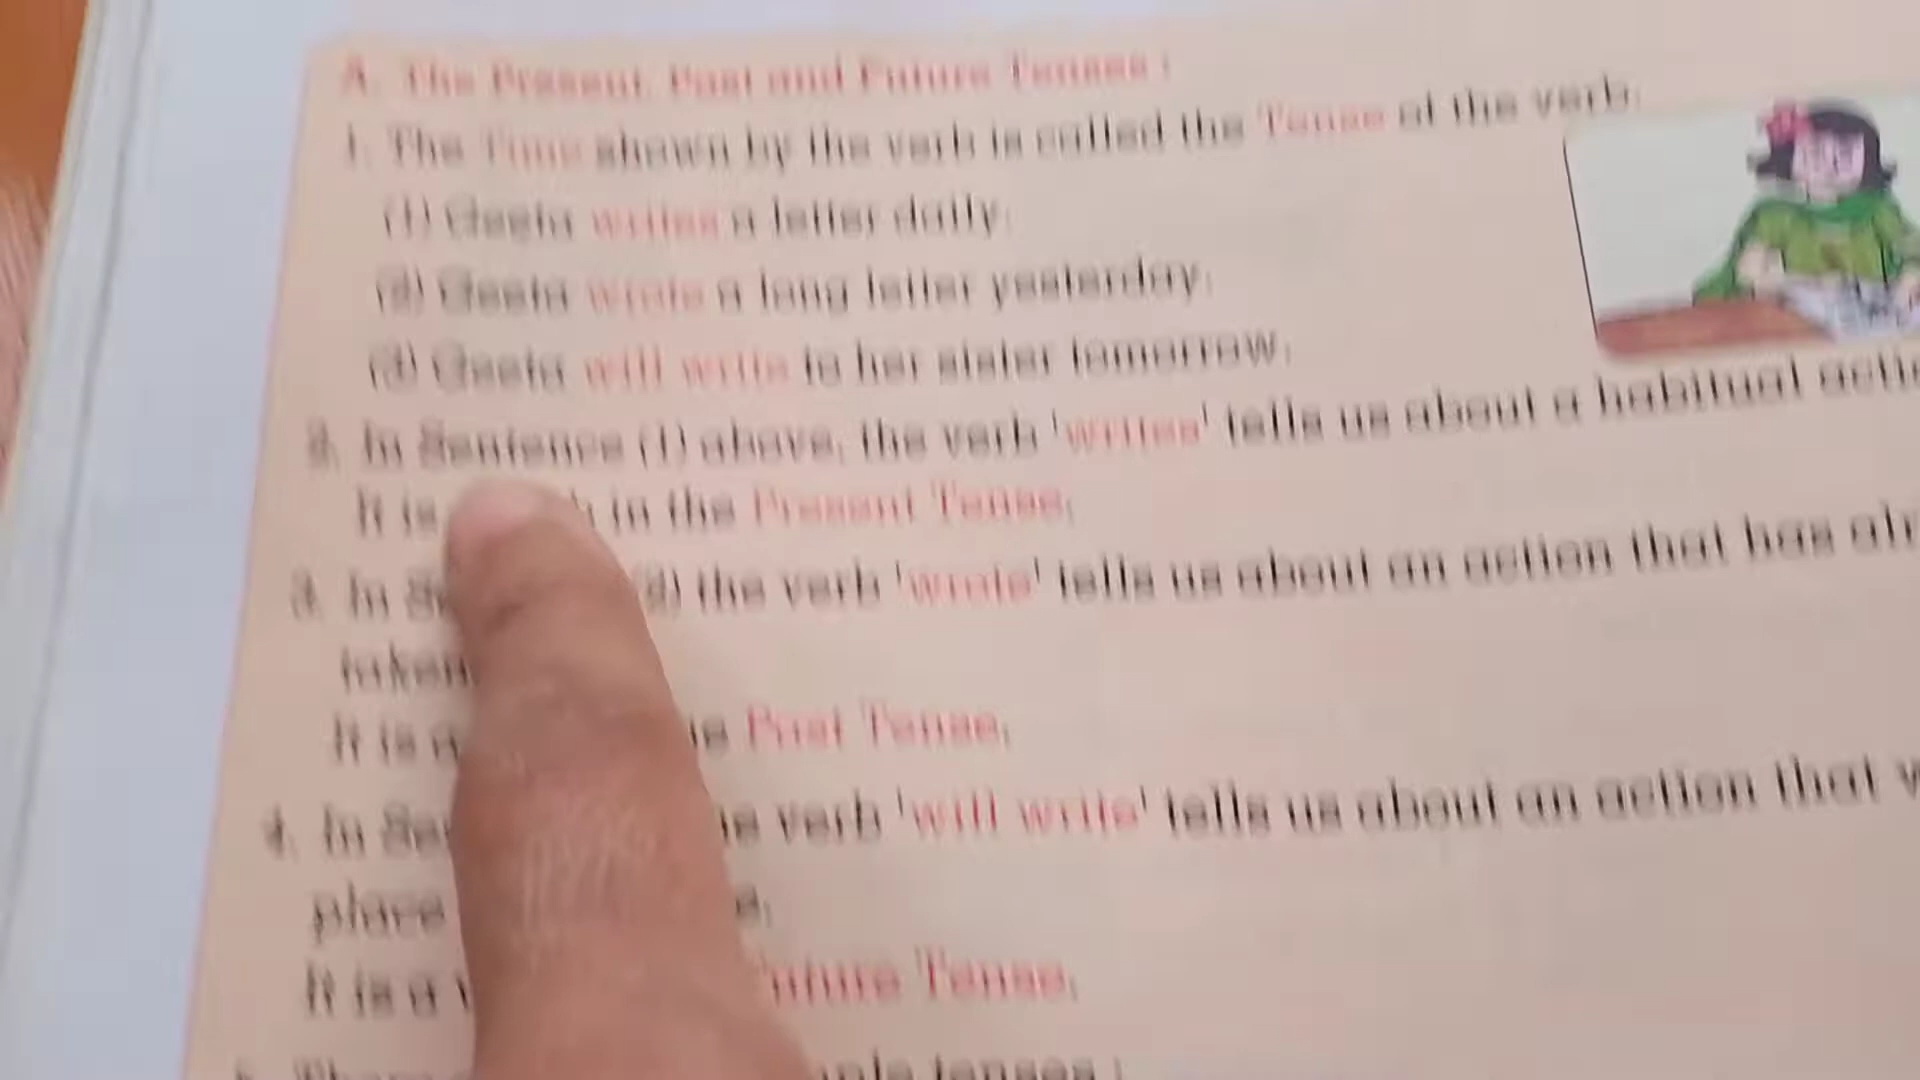 A. The Present, Past and Future Tenses :
1. The Time shown by the verb is called the Tense of the verb.
(1) Geeta writes a letter daily.
(2) Geeta wrote a long letter yesterday.
(3) Geeta will write to her sister tomorrow.
2. In Sentence (1) above, the verb 'writes' tells us about a habitual
It is in the Present Tense.
3. In (2) the verb 'wrote' tells us about an action that has
taken
It is Past Tense.
4. In verb 'will write' tells us about an action that
place
It is a Future Tense.
tenses :